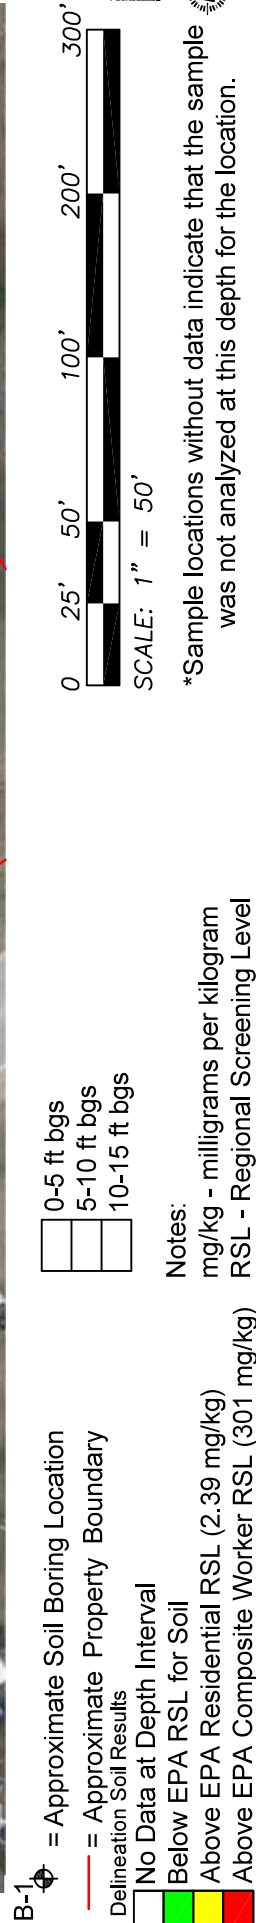 B-1
= Approximate Soil Boring Location
= Approximate Property Boundary
Delineation Soil Results
No Data at Depth Interval
Below EPA RSL for Soil
Above EPA Residential RSL (2.39 mg/kg)
Above EPA Composite Worker RSL (301 mg/kg)
0-5 ft bgs
5-10 ft bgs
10-15 ft bgs
Notes:
mg/kg - milligrams per kilogram
RSL - Regional Screening Level
0 25' 50' 100' 200' 300'
SCALE: 1" = 50'
*Sample locations without data indicate that the sample
was not analyzed at this depth for the location.